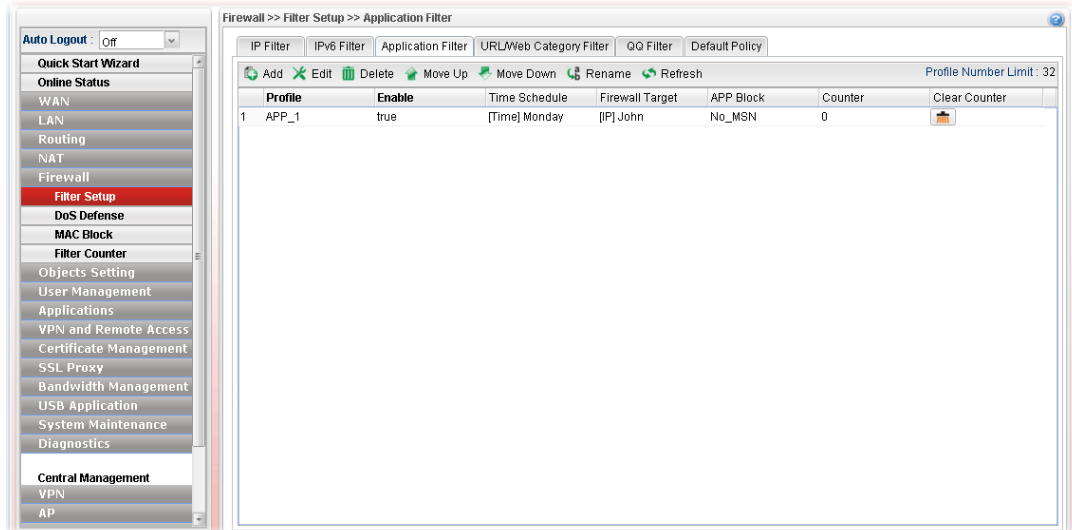 Firewall >> Filter Setup >> Application Filter
Auto Logout : Off
Quick Start Wizard
Online Status
WAN
LAN
Routing
NAT
Firewall
Filter Setup
DoS Defense
MAC Block
Filter Counter
Objects Setting
User Management
Applications
VPN and Remote Access
Certificate Management
SSL Proxy
Bandwidth Management
USB Application
System Maintenance
Diagnostics
Central Management
VPN
AP
IP Filter IPv6 Filter Application Filter URL/Web Category Filter QQ Filter Default Policy
Add Edit Delete Move Up Move Down Rename Refresh Profile Number Limit : 32
Profile Enable Time Schedule Firewall Target APP Block Counter Clear Counter
1 APP_1 true [Time] Monday [IP] John No_MSN 0